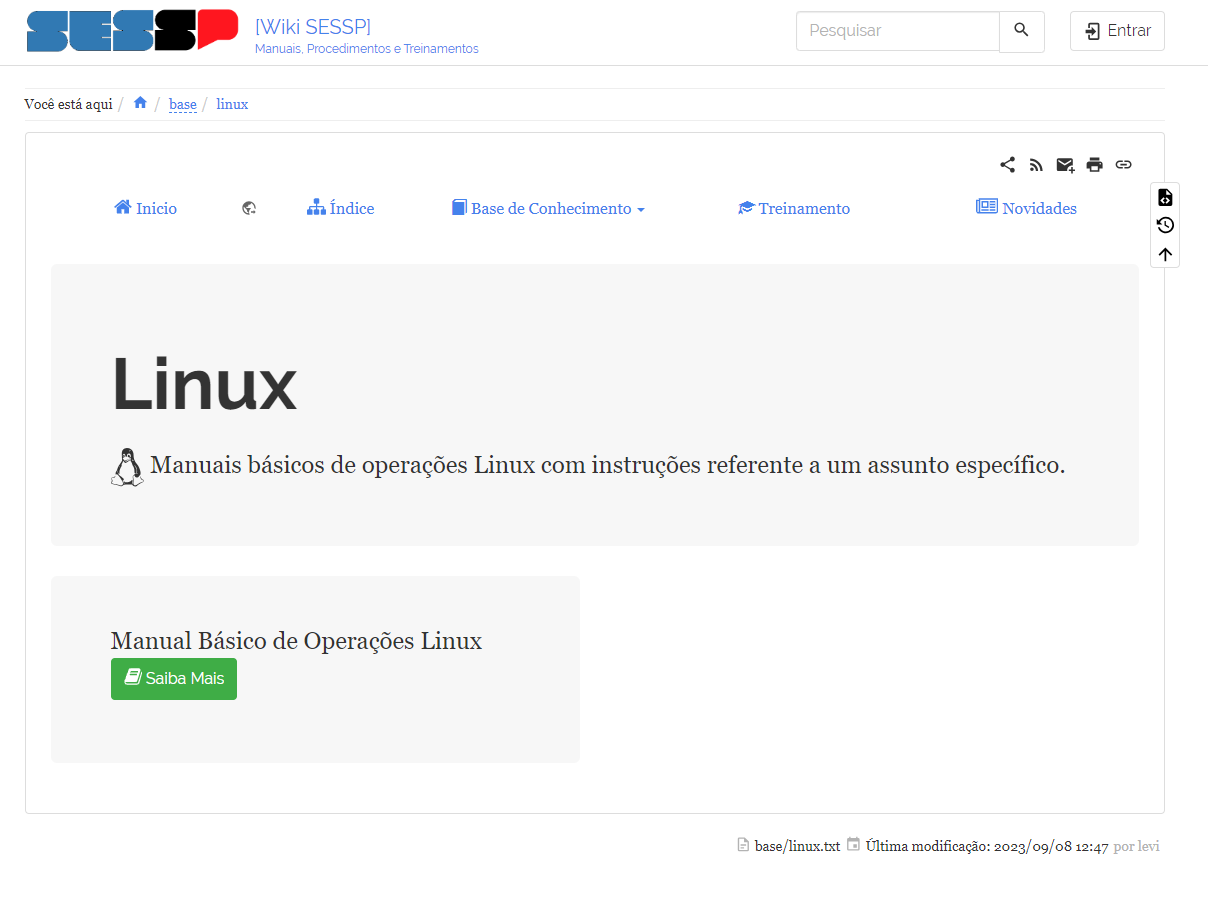 SESSP
[Wiki SESSP]
Manuais, Procedimentos e Treinamentos
Pesquisar
Entrar
Você está aqui / / base / linux
Inicio Índice Base de Conhecimento Treinamento Novidades
Linux
Manuais básicos de operações Linux com instruções referente a um assunto específico.
Manual Básico de Operações Linux
Saiba Mais
base/linux.txt Última modificação: 2023/09/08 12:47 por levi